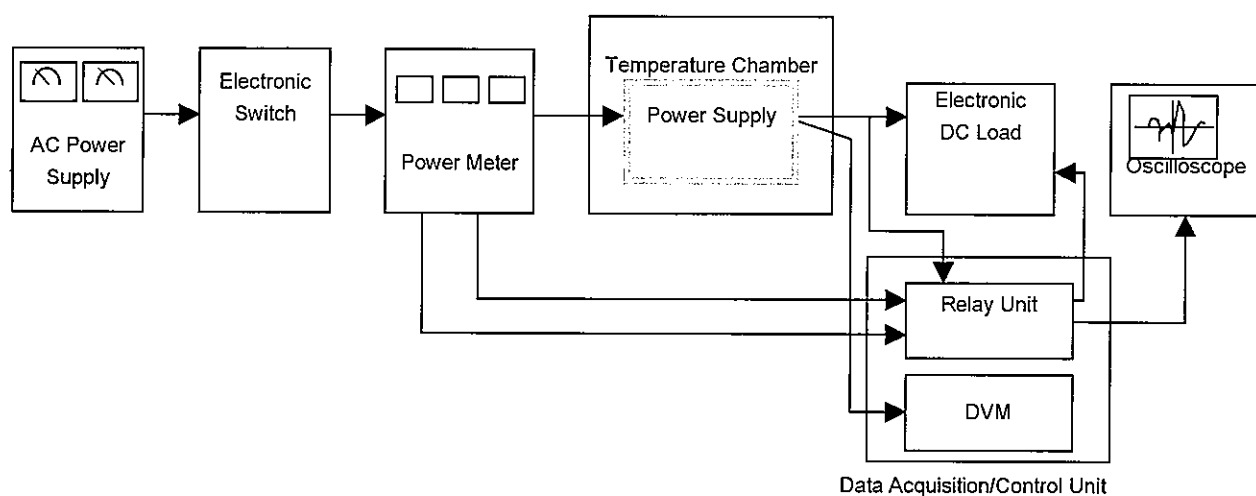 AC Power
Supply
Electronic
Switch
Power Meter
Temperature Chamber
Power Supply
Electronic
DC Load
Oscilloscope
Relay Unit
DVM
Data Acquisition/Control Unit